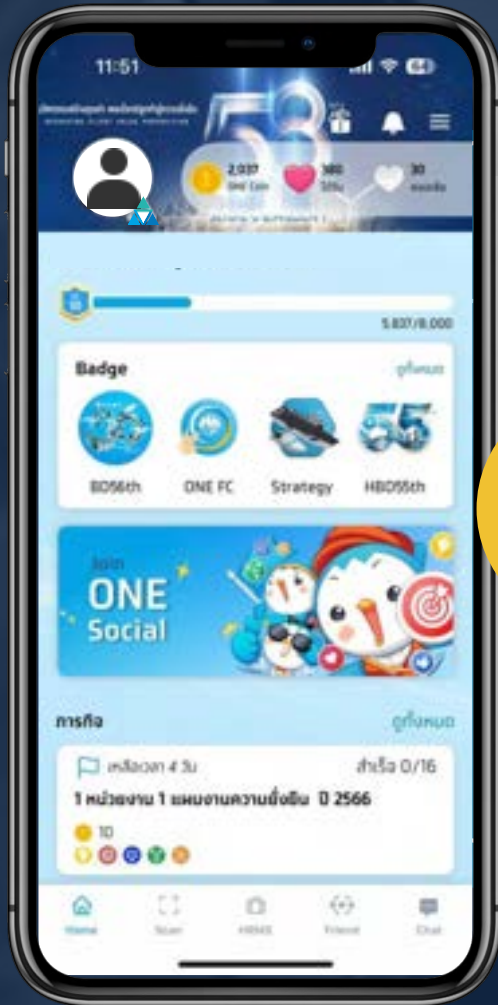 11:51
64
58
2,037
ONE Coin
380
30
5,837/8,000
Badge
ดูทั้งหมด
BD56th
ONE FC
Strategy
HBD55th
Join
ONE
Social
ภารกิจ
ดูทั้งหมด
เหลือเวลา 4 วัน
สำเร็จ 0/16
1 หน่วยงาน 1 แผนงานความยั่งยืน ปี 2566
10
Home
Scan
Friend
Chat